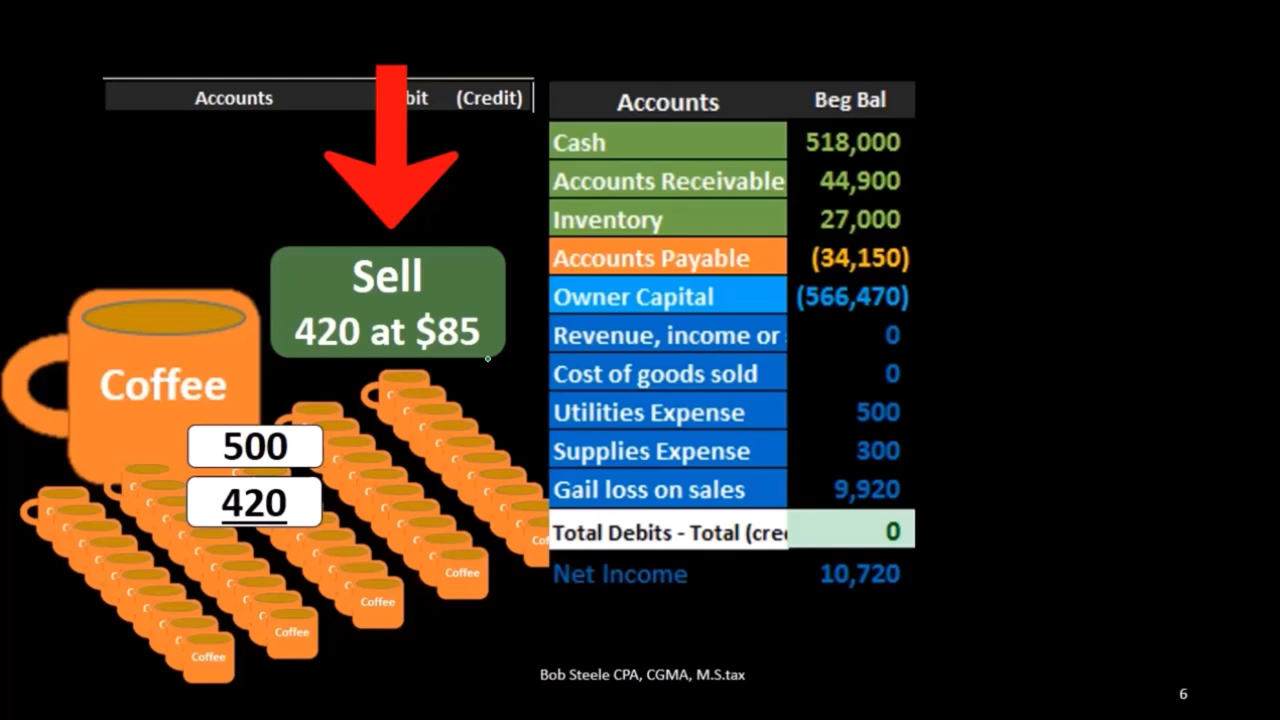 Accounts bit (Credit)
Sell
420 at $85
Coffee
500
420
Coffee
Coffee
Coffee
Coffee
Accounts Beg Bal
Cash 518,000
Accounts Receivable 44,900
Inventory 27,000
Accounts Payable (34,150)
Owner Capital (566,470)
Revenue, income or 0
Cost of goods sold 0
Utilities Expense 500
Supplies Expense 300
Gail loss on sales 9,920
Total Debits - Total (cre 0
Net Income 10,720
Bob Steele CPA, CGMA, M.S.tax
6